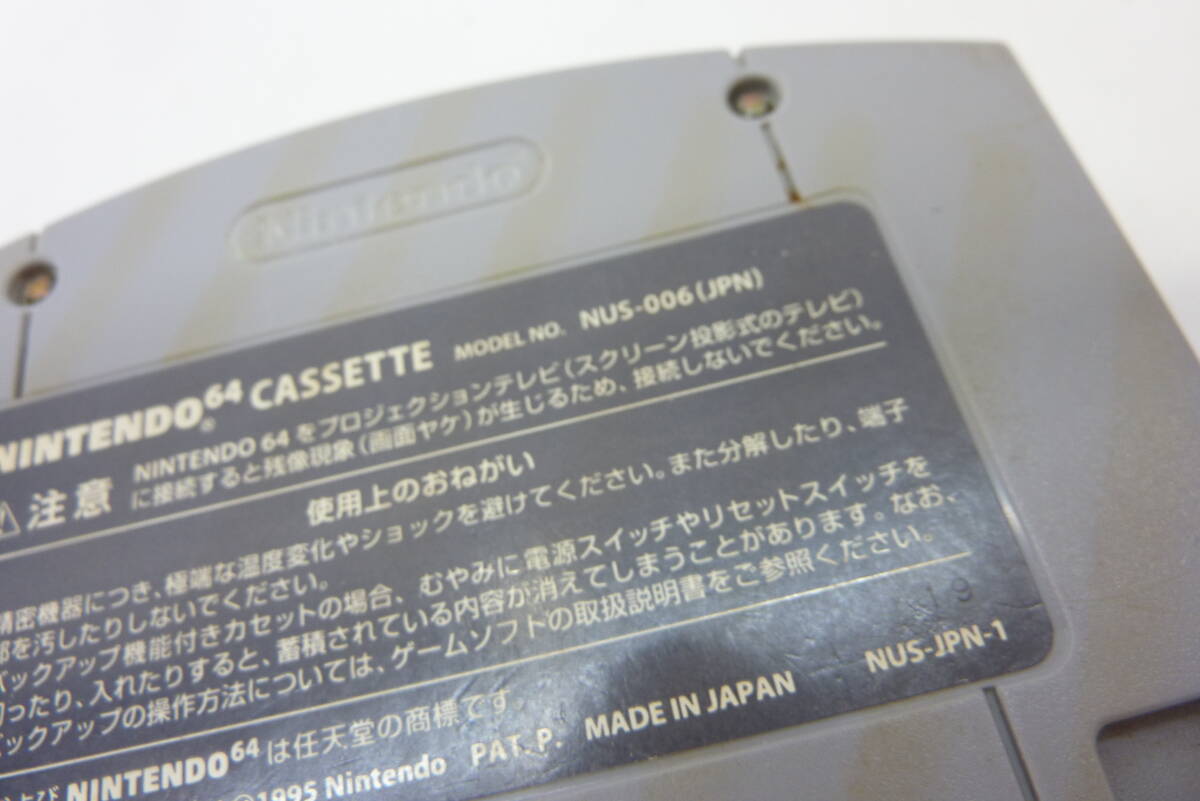 Nintendo
NINTENDO64 CASSETTE MODEL NO. NUS-006(JPN)
注意 NINTENDO 64 をプロジェクションテレビ(スクリーン投影式のテレビ)
に接続すると残像現象(画面ヤケ)が生じるため、接続しないでください。
使用上のおねがい
精密機器につき、極端な温度変化やショックを避けてください。また分解したり、端子
部を汚したりしないでください。
バックアップ機能付きカセットの場合、むやみに電源スイッチやリセットスイッチを
切ったり、入れたりすると、蓄積されている内容が消えてしまうことがあります。なお、
バックアップの操作方法については、ゲームソフトの取扱説明書をご参照ください。
19
および NINTENDO64 は任天堂の商標です。
©1995 Nintendo PAT. P. MADE IN JAPAN NUS-JPN-1